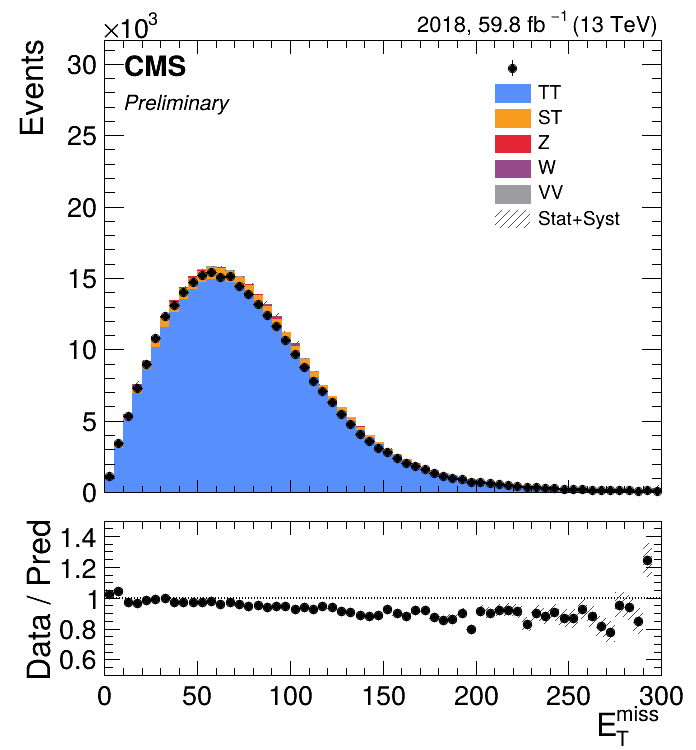 ×10³
2018, 59.8 fb⁻¹ (13 TeV)
Events
30
25
20
15
10
5
0
CMS
Preliminary
TT
ST
Z
W
VV
Stat+Syst
Data / Pred
1.4
1.2
1
0.8
0.6
0 50 100 150 200 250 300
E_T^miss